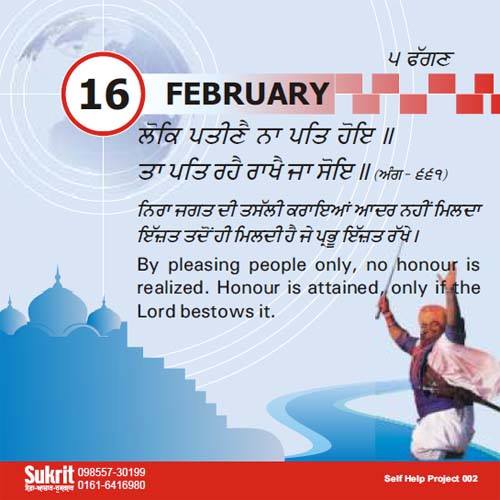 ੫ ਫੱਗਣ
16 FEBRUARY
ਲੋਕਿ ਪਤੀਣੈ ਨਾ ਪਤਿ ਹੋਇ ॥
ਤਾ ਪਤਿ ਰਹੈ ਰਾਖੈ ਜਾ ਸੋਇ ॥ (ਅੰਗ - ੬੬੧)
ਨਿਰਾ ਜਗਤ ਦੀ ਤਸੱਲੀ ਕਰਾਇਆਂ ਆਦਰ ਨਹੀਂ ਮਿਲਦਾ
ਇੱਜ਼ਤ ਤਦੋਂ ਹੀ ਮਿਲਦੀ ਹੈ ਜੇ ਪ੍ਰਭੂ ਇੱਜ਼ਤ ਰੱਖੇ।
By pleasing people only, no honour is
realized. Honour is attained, only if the
Lord bestows it.
Sukrit 098557-30199
0161-6416980
Self Help Project 002